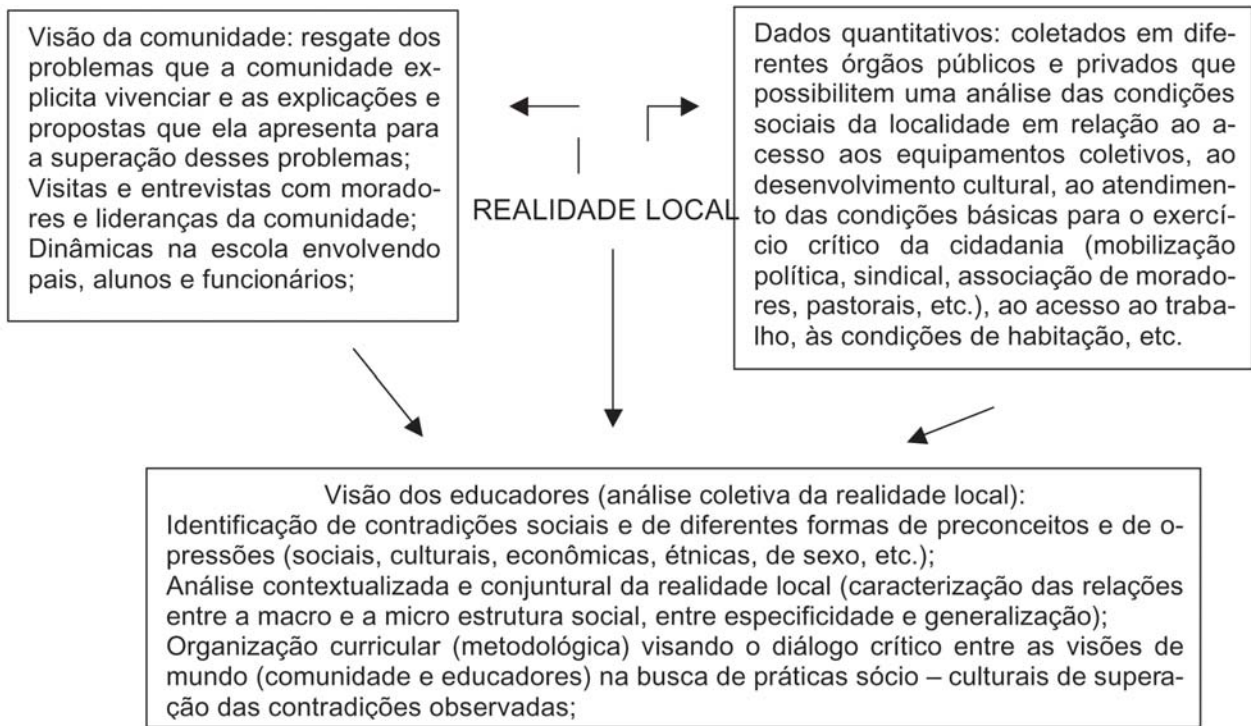 Visão da comunidade: resgate dos
problemas que a comunidade ex-
plicita vivenciar e as explicações e
propostas que ela apresenta para
a superação desses problemas;
Visitas e entrevistas com morado-
res e lideranças da comunidade;
Dinâmicas na escola envolvendo
pais, alunos e funcionários;
Dados quantitativos: coletados em dife-
rentes órgãos públicos e privados que
possibilitem uma análise das condições
sociais da localidade em relação ao a-
cesso aos equipamentos coletivos, ao
desenvolvimento cultural, ao atendimen-
to das condições básicas para o exercí-
cio crítico da cidadania (mobilização
política, sindical, associação de morado-
res, pastorais, etc.), ao acesso ao traba-
lho, às condições de habitação, etc.
REALIDADE LOCAL
Visão dos educadores (análise coletiva da realidade local):
Identificação de contradições sociais e de diferentes formas de preconceitos e de o-
pressões (sociais, culturais, econômicas, étnicas, de sexo, etc.);
Análise contextualizada e conjuntural da realidade local (caracterização das relações
entre a macro e a micro estrutura social, entre especificidade e generalização);
Organização curricular (metodológica) visando o diálogo crítico entre as visões de
mundo (comunidade e educadores) na busca de práticas sócio – culturais de supera-
ção das contradições observadas;